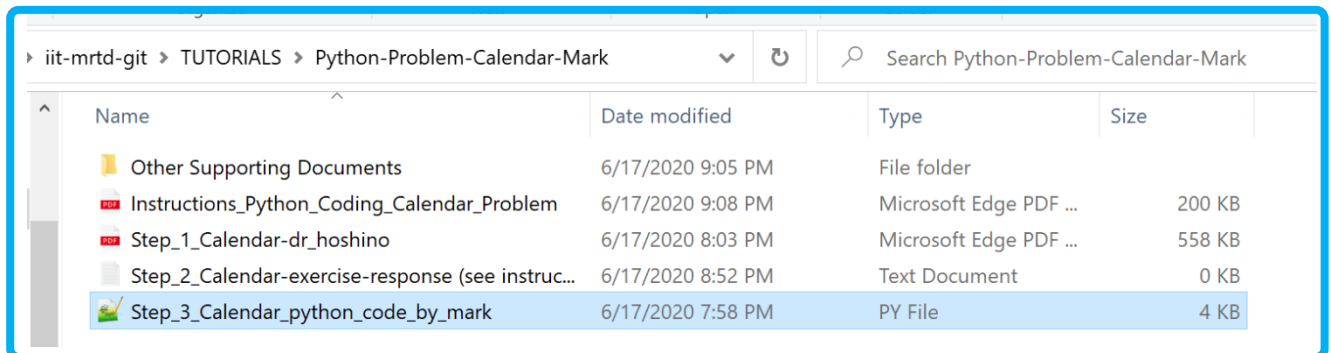 iit-mrtd-git > TUTORIALS > Python-Problem-Calendar-Mark Search Python-Problem-Calendar-Mark
Name Date modified Type Size
Other Supporting Documents 6/17/2020 9:05 PM File folder
PDF Instructions_Python_Coding_Calendar_Problem 6/17/2020 9:08 PM Microsoft Edge PDF ... 200 KB
PDF Step_1_Calendar-dr_hoshino 6/17/2020 8:03 PM Microsoft Edge PDF ... 558 KB
Step_2_Calendar-exercise-response (see instruc... 6/17/2020 8:52 PM Text Document 0 KB
Step_3_Calendar_python_code_by_mark 6/17/2020 7:58 PM PY File 4 KB